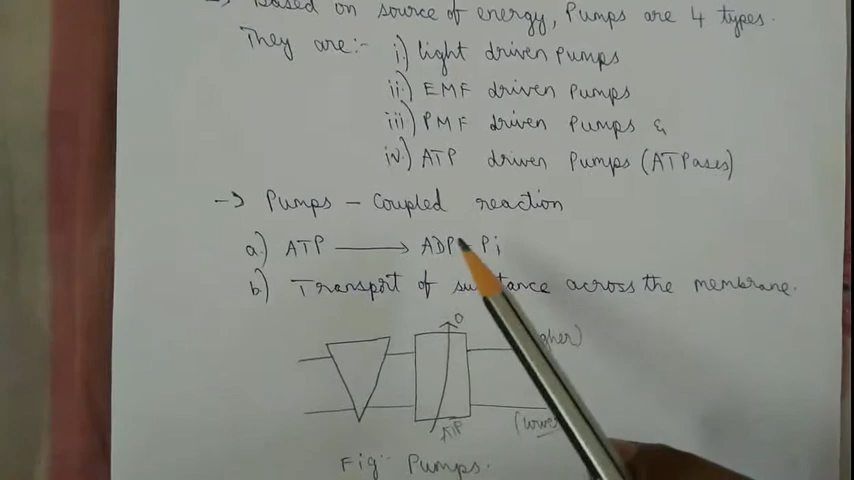 -> Based on source of energy, Pumps are 4 types.
They are:- i) light driven Pumps
ii) EMF driven Pumps
iii) PMF driven Pumps &
iv) ATP driven Pumps (ATPases)
-> Pumps - Coupled reaction
a) ATP ⟶ ADP Pi
b) Transport of substance across the membrane.
ATP
Fig:- Pumps.